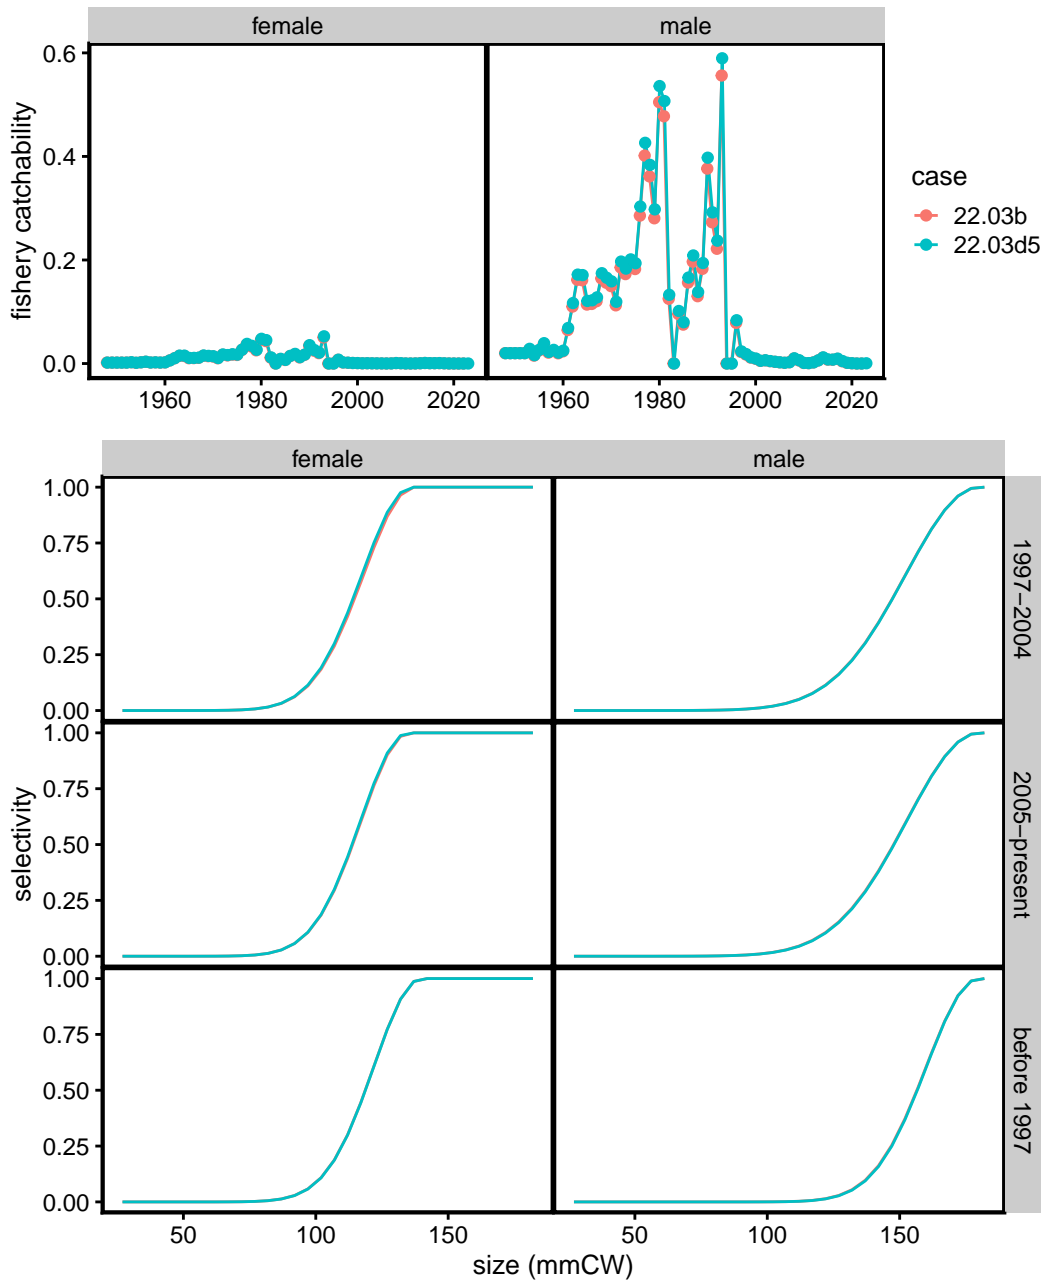 female male
0.6
0.4
0.2
0.0
fishery catchability
1960 1980 2000 2020 1960 1980 2000 2020
case
22.03b
22.03d5
female male
1.00
0.75
0.50
0.25
0.00
1997−2004
1.00
0.75
0.50
0.25
0.00
2005−present
1.00
0.75
0.50
0.25
0.00
before 1997
selectivity
50 100 150 50 100 150
size (mmCW)